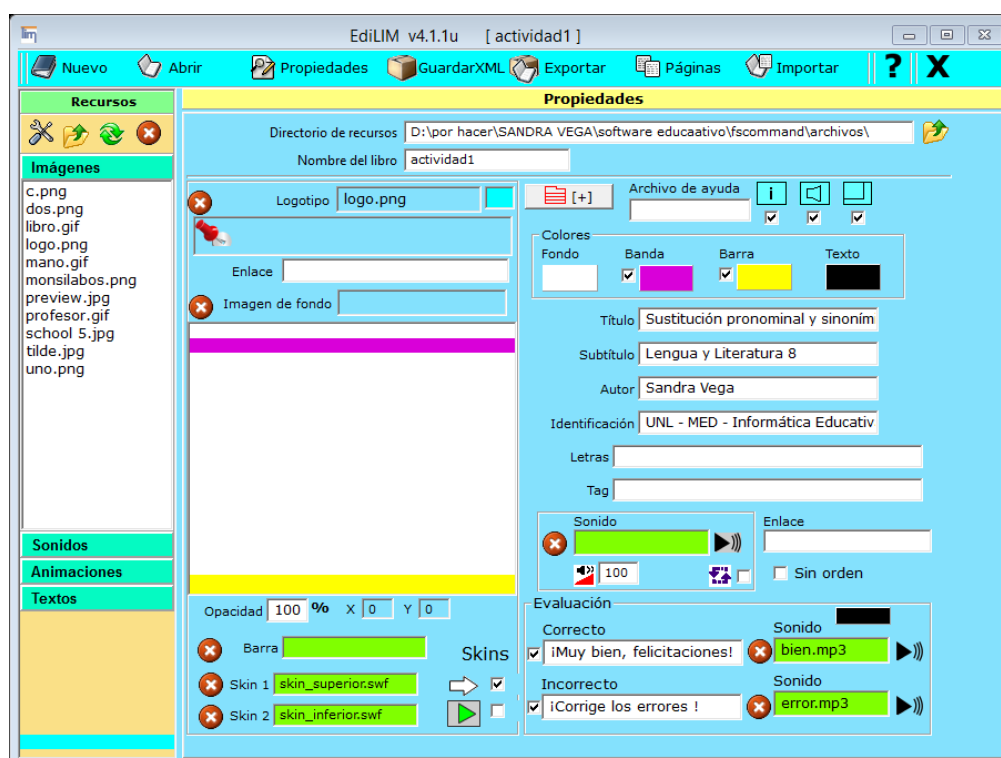 lim
EdiLIM v4.1.1u [ actividad1 ]
Nuevo Abrir Propiedades GuardarXML Exportar Páginas Importar ? X
Recursos
Propiedades
Directorio de recursos D:\por hacer\SANDRA VEGA\software educaativo\fscommand\archivos\
Nombre del libro actividad1
Imágenes
c.png
dos.png
libro.gif
logo.png
mano.gif
monsilabos.png
preview.jpg
profesor.gif
school 5.jpg
tilde.jpg
uno.png
Sonidos
Animaciones
Textos
Logotipo logo.png
Enlace
Imagen de fondo
Opacidad 100 % X 0 Y 0
Barra
Skins
Skin 1 skin_superior.swf
Skin 2 skin_inferior.swf
[+]
Archivo de ayuda
i
Colores
Fondo Banda Barra Texto
Título Sustitución pronominal y sinoním
Subtítulo Lengua y Literatura 8
Autor Sandra Vega
Identificación UNL - MED - Informática Educativ
Letras
Tag
Sonido
Enlace
100
Sin orden
Evaluación
Correcto
Sonido
¡Muy bien, felicitaciones! bien.mp3
Incorrecto
Sonido
¡Corrige los errores ! error.mp3